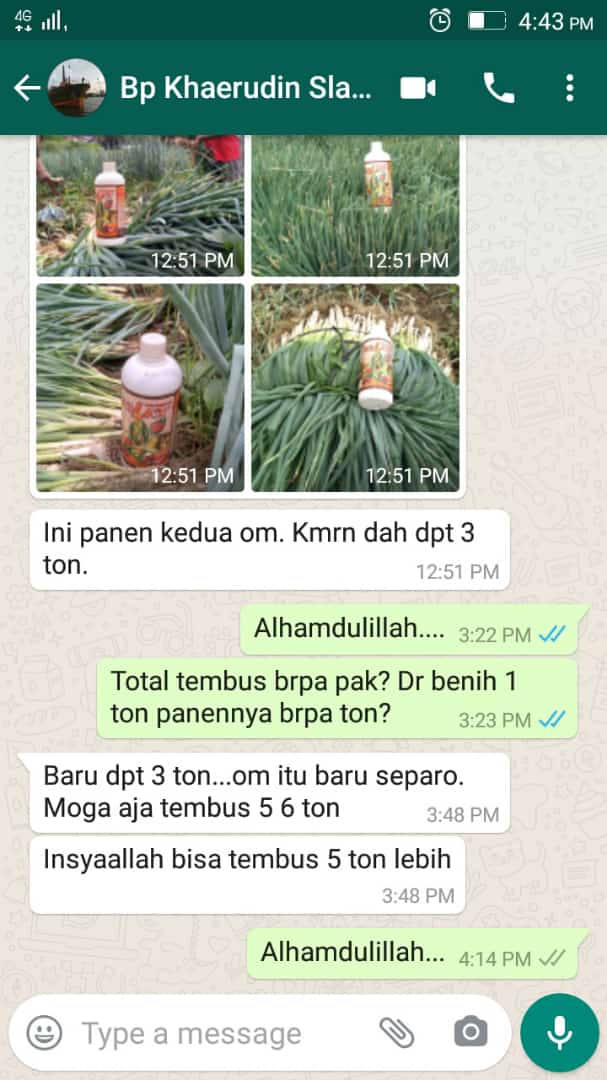 4G
4:43 PM
Bp Khaerudin Sla...
12:51 PM
12:51 PM
12:51 PM
12:51 PM
Ini panen kedua om. Kmrn dah dpt 3
ton.
12:51 PM
Alhamdulillah....
3:22 PM
Total tembus brpa pak? Dr benih 1
ton panennya brpa ton?
3:23 PM
Baru dpt 3 ton...om itu baru separo.
Moga aja tembus 5 6 ton
3:48 PM
Insyaallah bisa tembus 5 ton lebih
3:48 PM
Alhamdulillah...
4:14 PM
Type a message